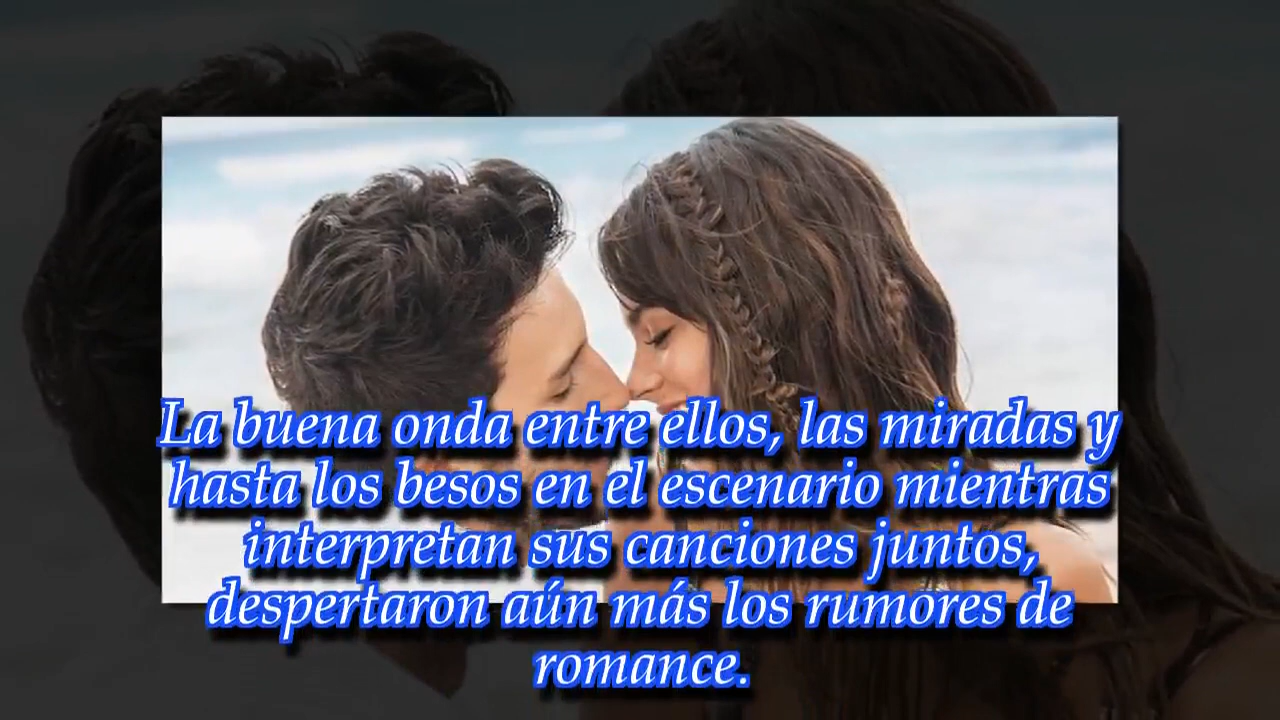 La buena onda entre ellos, las miradas y
hasta los besos en el escenario mientras
interpretan sus canciones juntos,
despertaron aún más los rumores de
romance.